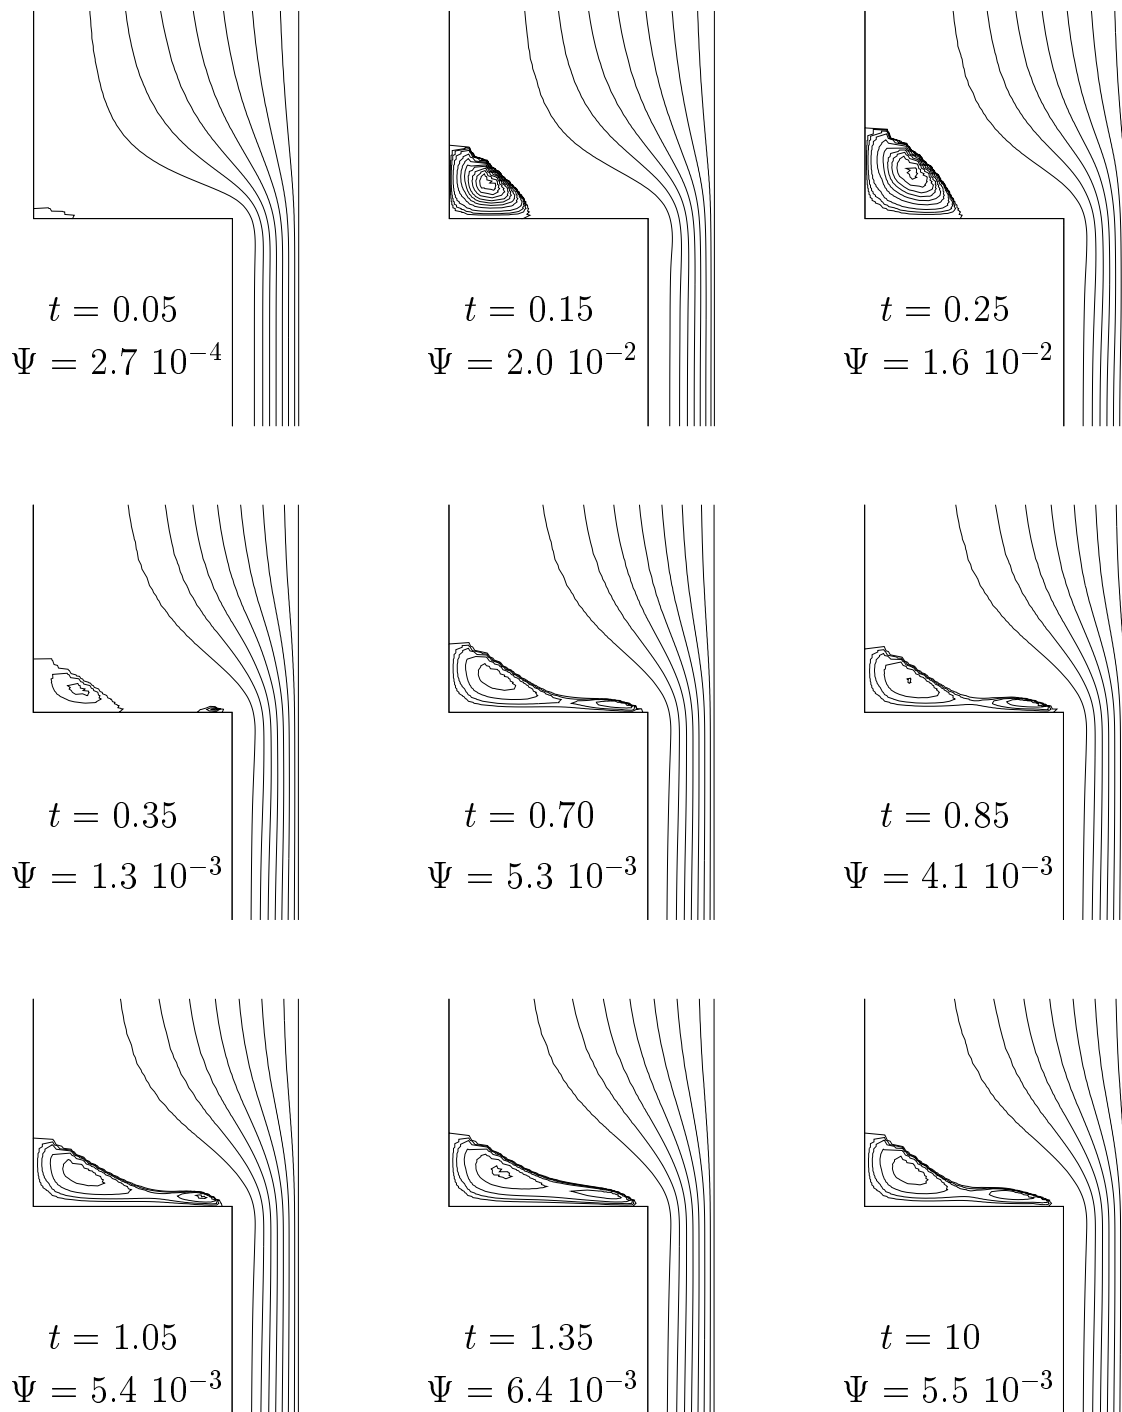 t = 0.05
Ψ = 2.7 10⁻⁴
t = 0.15
Ψ = 2.0 10⁻²
t = 0.25
Ψ = 1.6 10⁻²
t = 0.35
Ψ = 1.3 10⁻³
t = 0.70
Ψ = 5.3 10⁻³
t = 0.85
Ψ = 4.1 10⁻³
t = 1.05
Ψ = 5.4 10⁻³
t = 1.35
Ψ = 6.4 10⁻³
t = 10
Ψ = 5.5 10⁻³